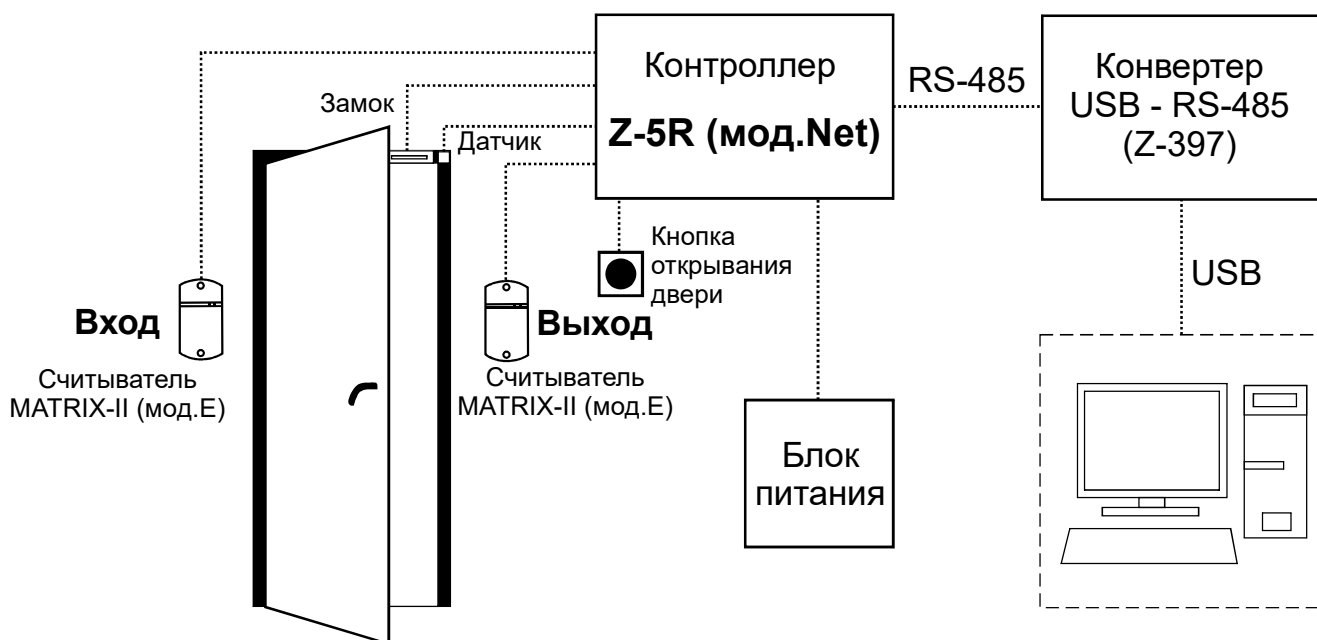 Контроллер
Z-5R (мод.Net)
RS-485
Конвертер
USB - RS-485
(Z-397)
Замок
Датчик
Кнопка
открывания
двери
USB
Вход
Выход
Считыватель
MATRIX-II (мод.E)
Считыватель
MATRIX-II (мод.E)
Блок
питания